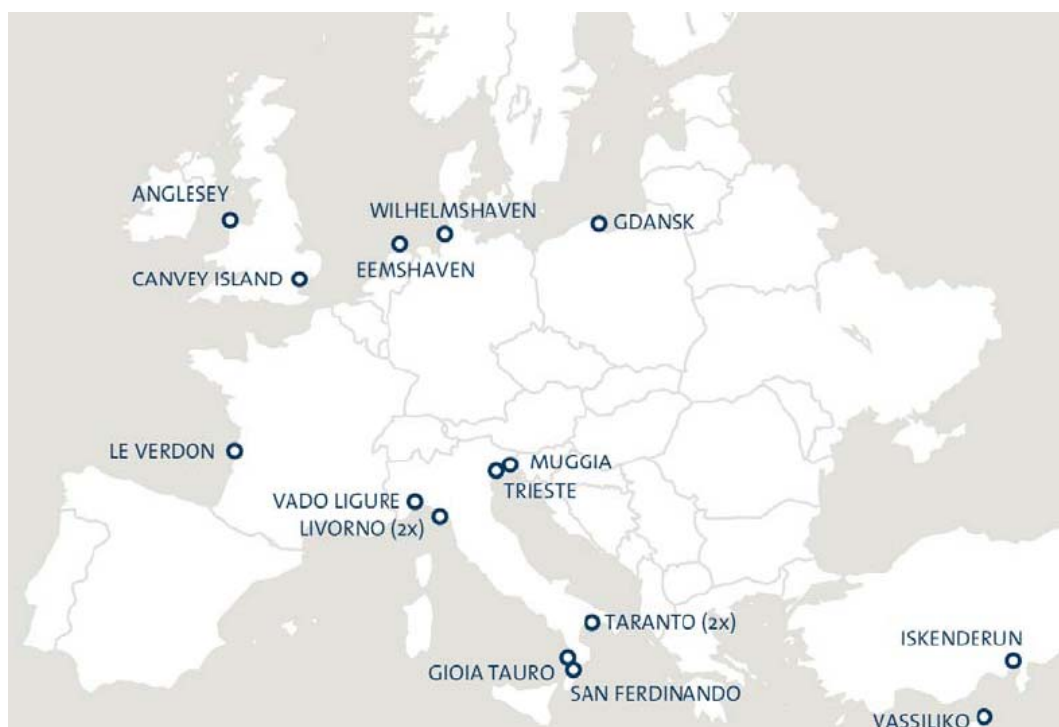 ANGLESEY
WILHELMSHAVEN
GDANSK
EEMSHAVEN
CANVEY ISLAND
LE VERDON
MUGGIA
TRIESTE
VADO LIGURE
LIVORNO (2x)
TARANTO (2x)
ISKENDERUN
GIOIA TAURO
SAN FERDINANDO
VASSILIKO